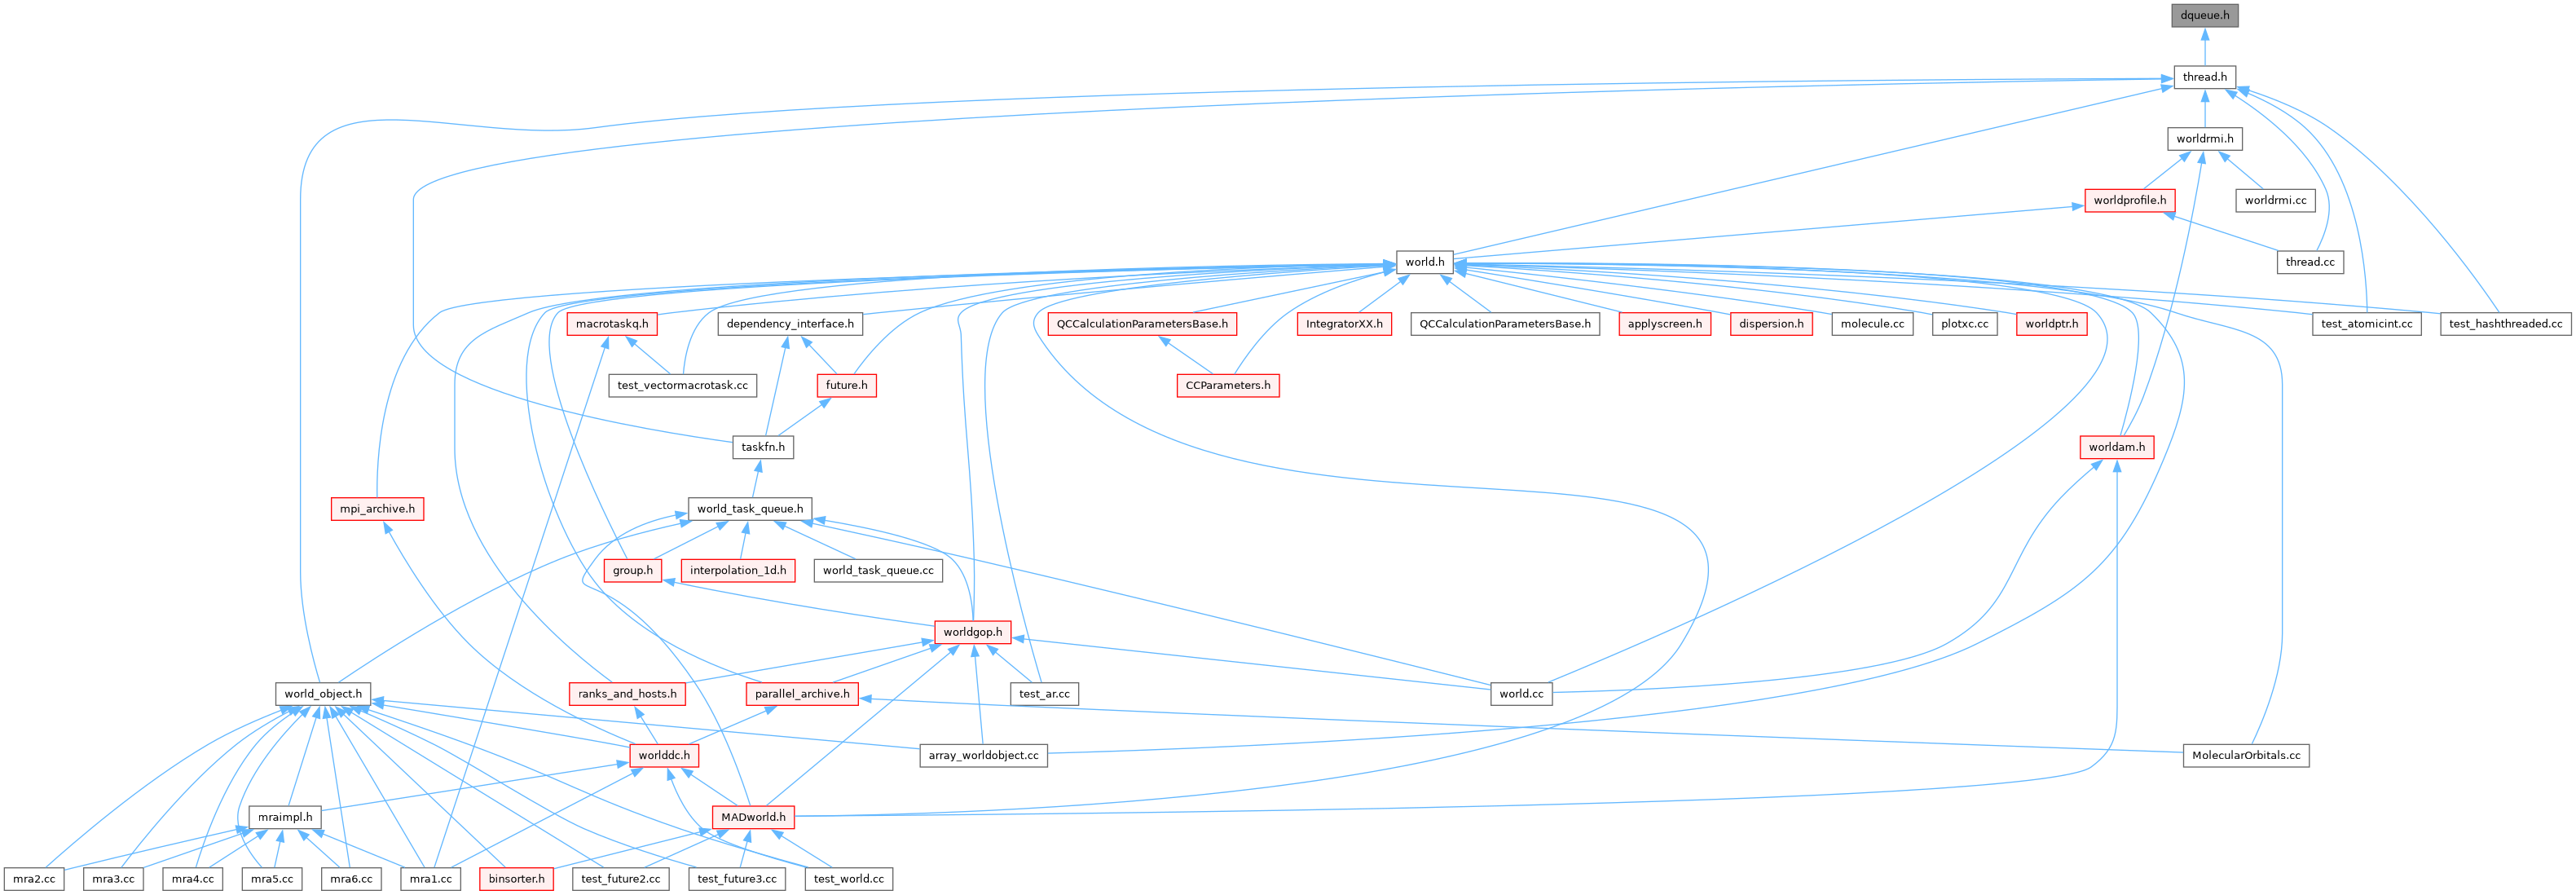 dqueue.h
thread.h
worldrmi.h
worldprofile.h
worldrmi.cc
world.h
thread.cc
macrotaskq.h
dependency_interface.h
QCCalculationParametersBase.h
IntegratorXX.h
QCCalculationParametersBase.h
applyscreen.h
dispersion.h
molecule.cc
plotxc.cc
worldptr.h
test_atomicint.cc
test_hashthreaded.cc
test_vectormacrotask.cc
future.h
CCParameters.h
taskfn.h
worldam.h
mpi_archive.h
world_task_queue.h
group.h
interpolation_1d.h
world_task_queue.cc
worldgop.h
world_object.h
ranks_and_hosts.h
parallel_archive.h
test_ar.cc
world.cc
worlddc.h
array_worldobject.cc
MolecularOrbitals.cc
mraimpl.h
MADworld.h
mra2.cc
mra3.cc
mra4.cc
mra5.cc
mra6.cc
mra1.cc
binsorter.h
test_future2.cc
test_future3.cc
test_world.cc